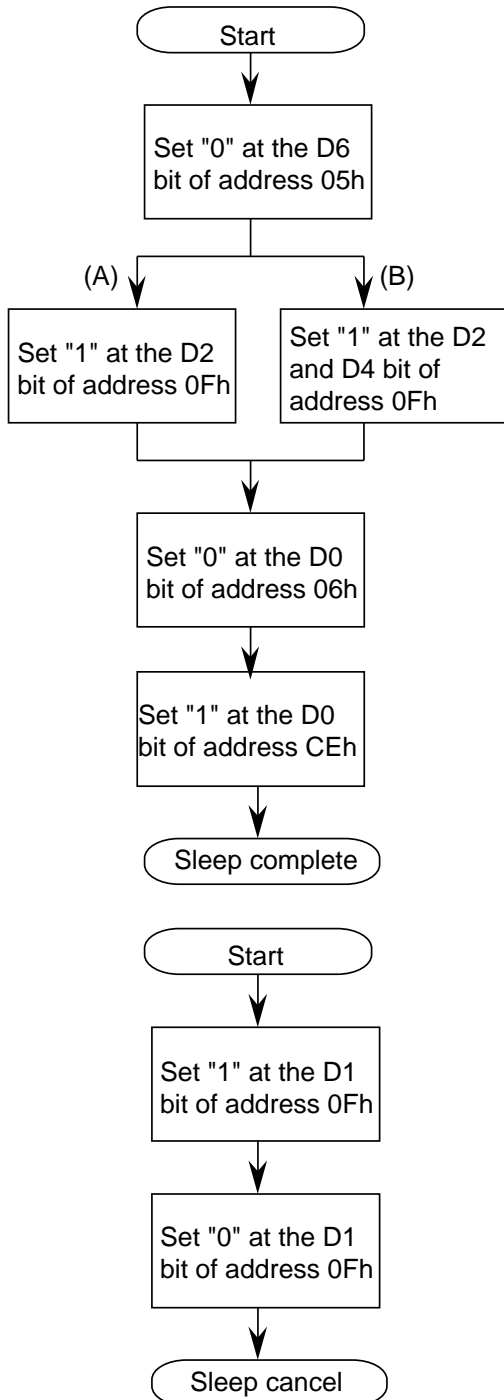 Start
Set "0" at the D6
bit of address 05h
(A)
(B)
Set "1" at the D2
bit of address 0Fh
Set "1" at the D2
and D4 bit of
address 0Fh
Set "0" at the D0
bit of address 06h
Set "1" at the D0
bit of address CEh
Sleep complete
Start
Set "1" at the D1
bit of address 0Fh
Set "0" at the D1
bit of address 0Fh
Sleep cancel